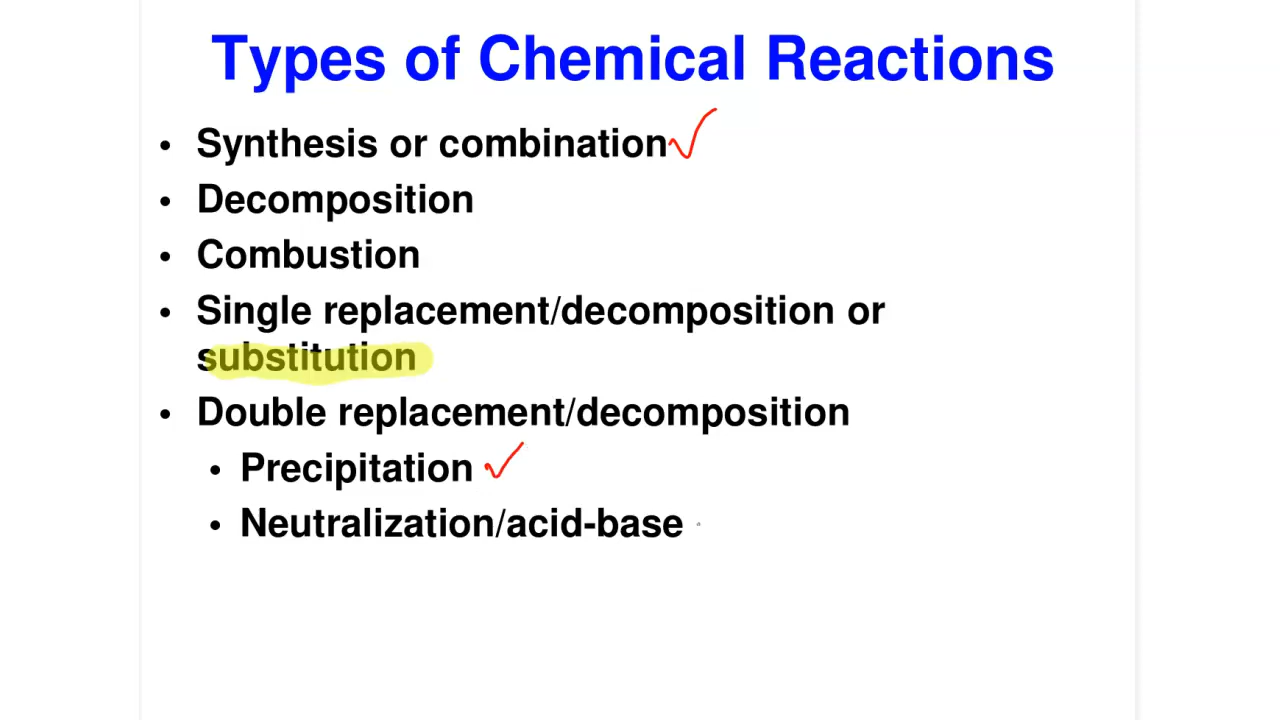 Types of Chemical Reactions
• Synthesis or combination
• Decomposition
• Combustion
• Single replacement/decomposition or
substitution
• Double replacement/decomposition
• Precipitation
• Neutralization/acid-base